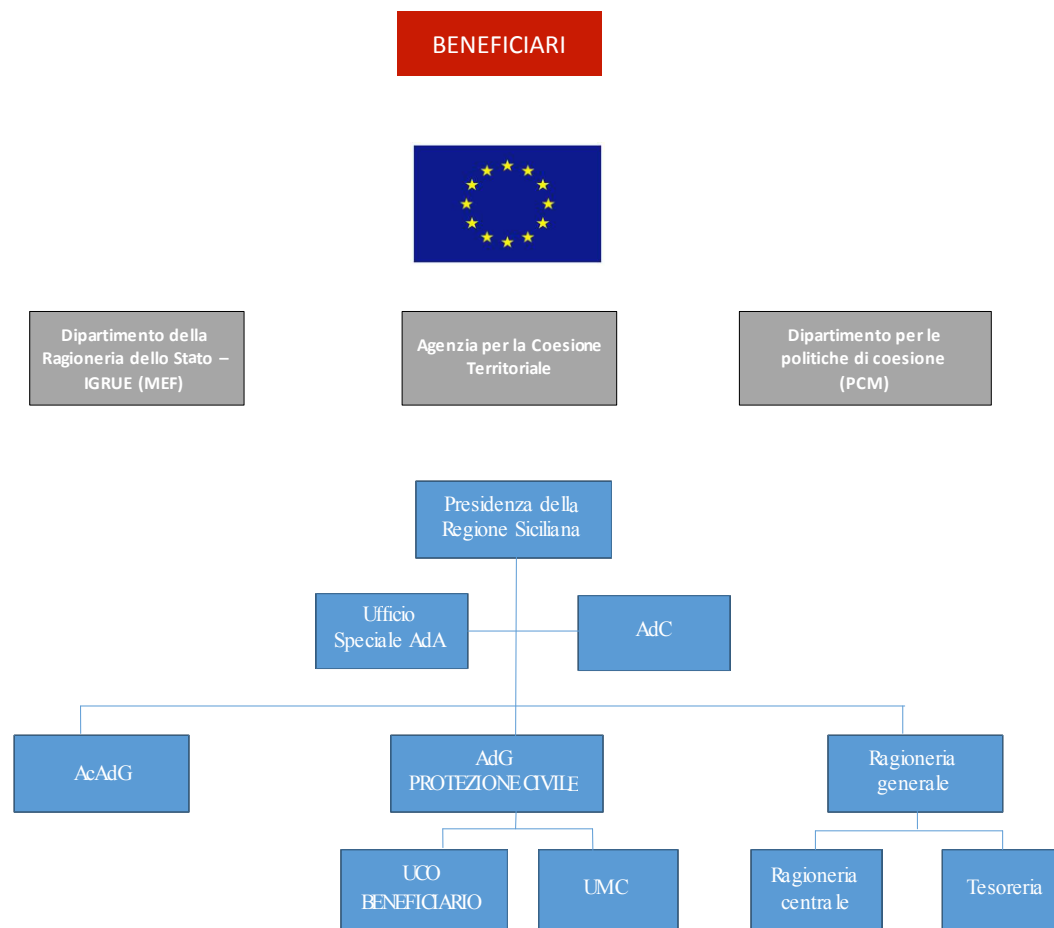 BENEFICIARI
Dipartimento della
Ragioneria dello Stato –
IGRUE (MEF)
Agenzia per la Coesione
Territoriale
Dipartimento per le
politiche di coesione
(PCM)
Presidenza della
Regione Siciliana
Ufficio
Speciale AdA
AdC
AcAdG
AdG
PROTEZIONE CIVILE
Ragioneria
generale
UCO
BENEFICIARIO
UMC
Ragioneria
centrale
Tesoreria